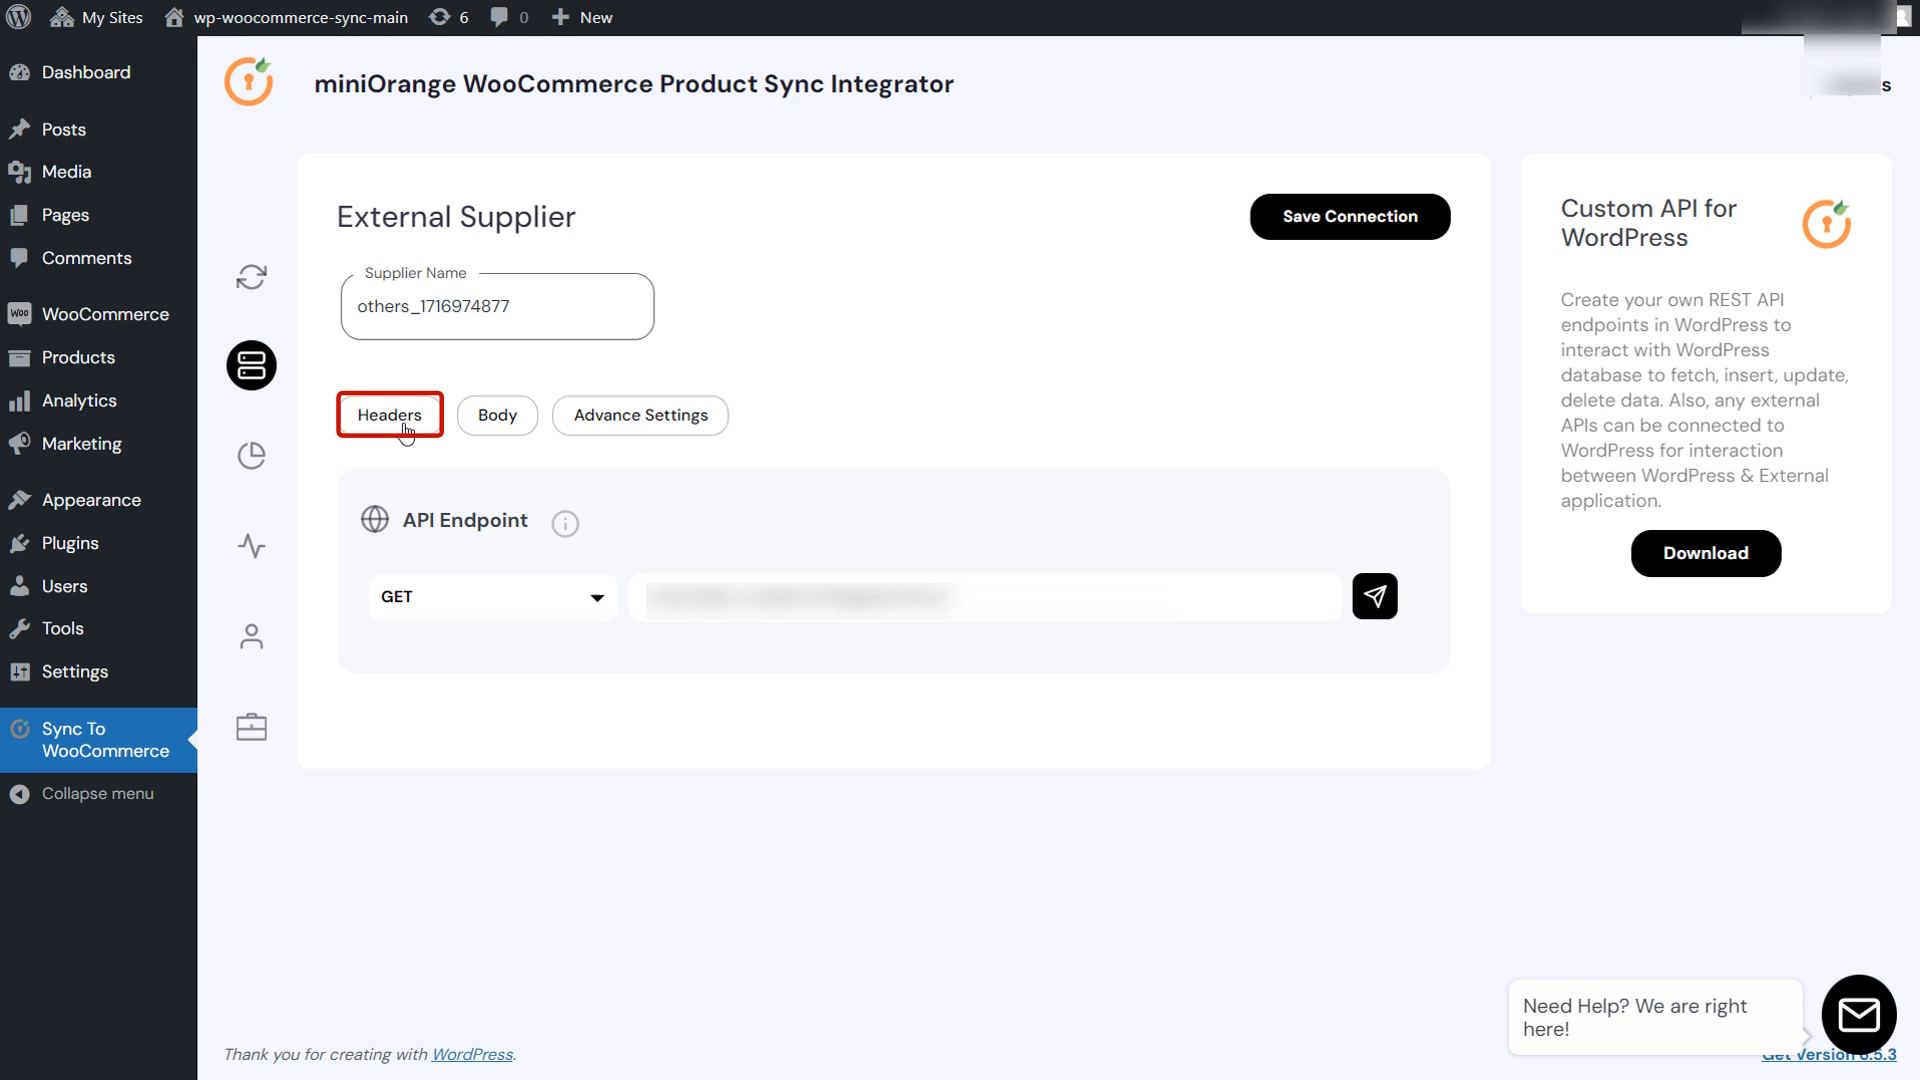 My Sites
wp-woocommerce-sync-main
6
0
New
Dashboard
Posts
Media
Pages
Comments
WooCommerce
Products
Analytics
Marketing
Appearance
Plugins
Users
Tools
Settings
Sync To
WooCommerce
Collapse menu
miniOrange WooCommerce Product Sync Integrator
s
External Supplier
Save Connection
Supplier Name
others_1716974877
Headers
Body
Advance Settings
API Endpoint
GET
Custom API for
WordPress
Create your own REST API
endpoints in WordPress to
interact with WordPress
database to fetch, insert, update,
delete data. Also, any external
APIs can be connected to
WordPress for interaction
between WordPress & External
application.
Download
Need Help? We are right
here!
Thank you for creating with WordPress.
Get Version 6.5.3